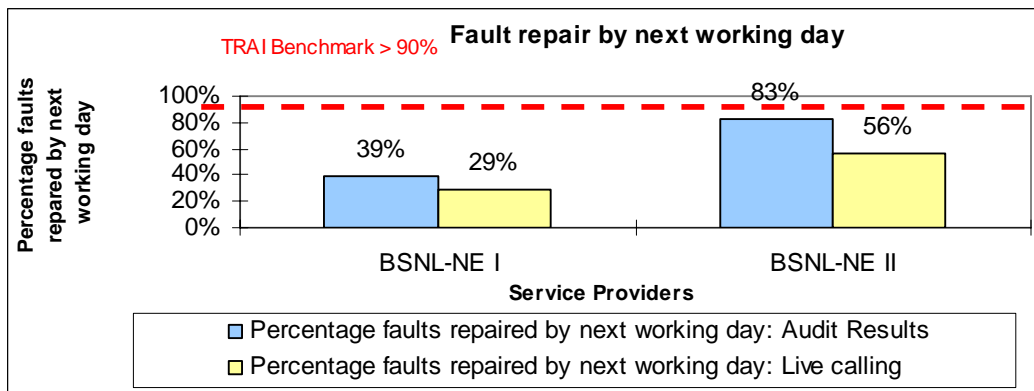 Fault repair by next working day
TRAI Benchmark > 90%
Percentage faults
repared by next
working day
100%
80%
60%
40%
20%
0%
39%
29%
83%
56%
BSNL-NE I
BSNL-NE II
Service Providers
Percentage faults repaired by next working day: Audit Results
Percentage faults repaired by next working day: Live calling